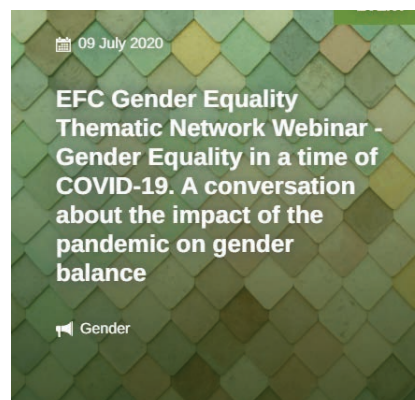 09 July 2020
EFC Gender Equality
Thematic Network Webinar -
Gender Equality in a time of
COVID-19. A conversation
about the impact of the
pandemic on gender
balance
Gender